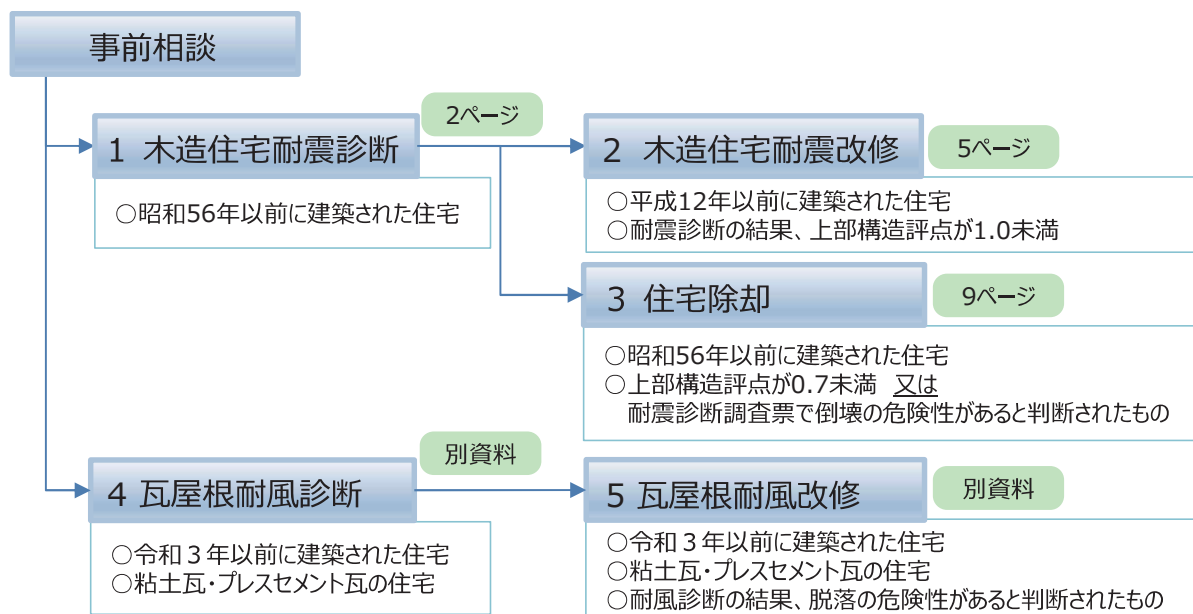 事前相談
1 木造住宅耐震診断
2ページ
○昭和56年以前に建築された住宅
2 木造住宅耐震改修
5ページ
○平成12年以前に建築された住宅
○耐震診断の結果、上部構造評点が1.0未満
3 住宅除却
9ページ
○昭和56年以前に建築された住宅
○上部構造評点が0.7未満 又は
耐震診断調査票で倒壊の危険性があると判断されたもの
4 瓦屋根耐風診断
別資料
○令和３年以前に建築された住宅
○粘土瓦・プレスセメント瓦の住宅
5 瓦屋根耐風改修
別資料
○令和３年以前に建築された住宅
○粘土瓦・プレスセメント瓦の住宅
○耐風診断の結果、脱落の危険性があると判断されたもの